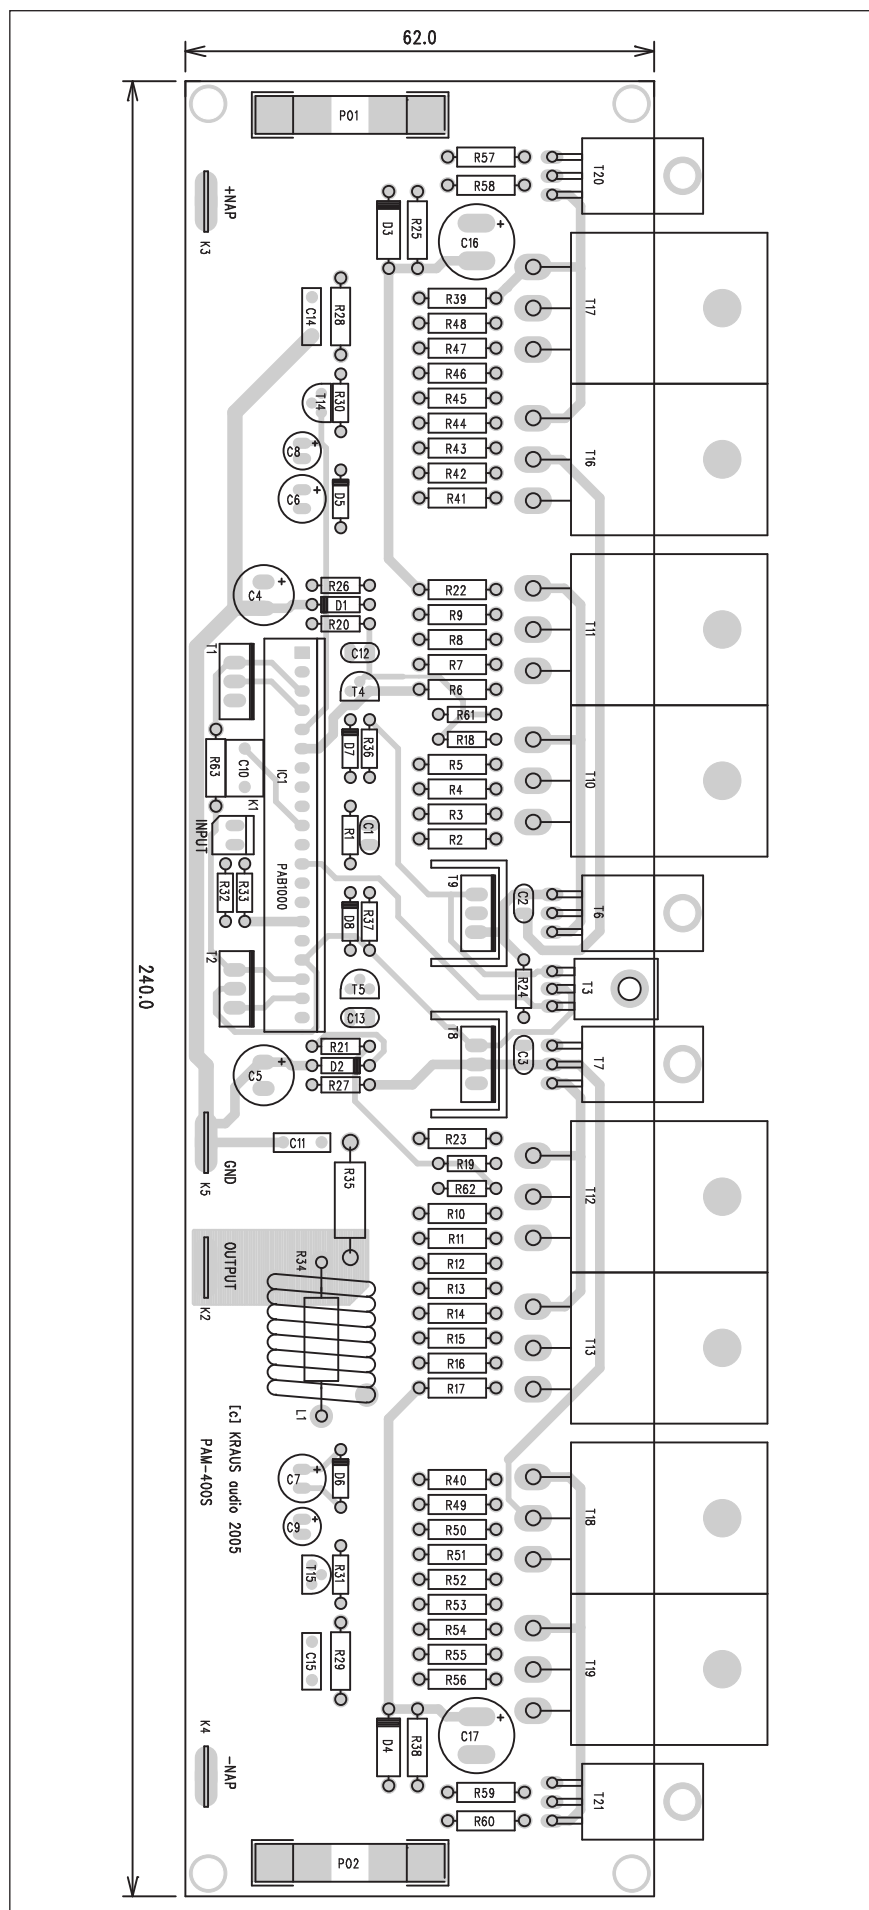 62.0
240.0
PO1
+NAP
K3
R57
R58
T20
D3
R25
C16
C14
R28
R39
R48
R47
R46
R45
R44
R43
R42
R41
T17
T16
T14
R30
C8
C6
D5
C4
R26
D1
R20
R22
R9
R8
R7
R6
R61
R18
R5
R4
R3
R2
T11
T10
T1
C12
T4
R63
C10
IC1
D7
R36
K1
INPUT
R1
C1
R32
R33
PAB1000
D8
R37
T9
C2
T6
T2
T5
R24
T3
C13
R21
D2
R27
C5
T8
C3
T7
C11
R35
GND
K5
R23
R19
R62
R10
R11
R12
R13
R14
R15
R16
R17
T12
T13
OUTPUT
K2
R34
L1
[c] KRAUS audio 2005
PAM-400S
C7
D6
C9
T15
R31
R40
R49
R50
R51
R52
R53
R54
R55
R56
T18
T19
C15
R29
K4
-NAP
D4
R38
C17
R59
R60
T21
PO2